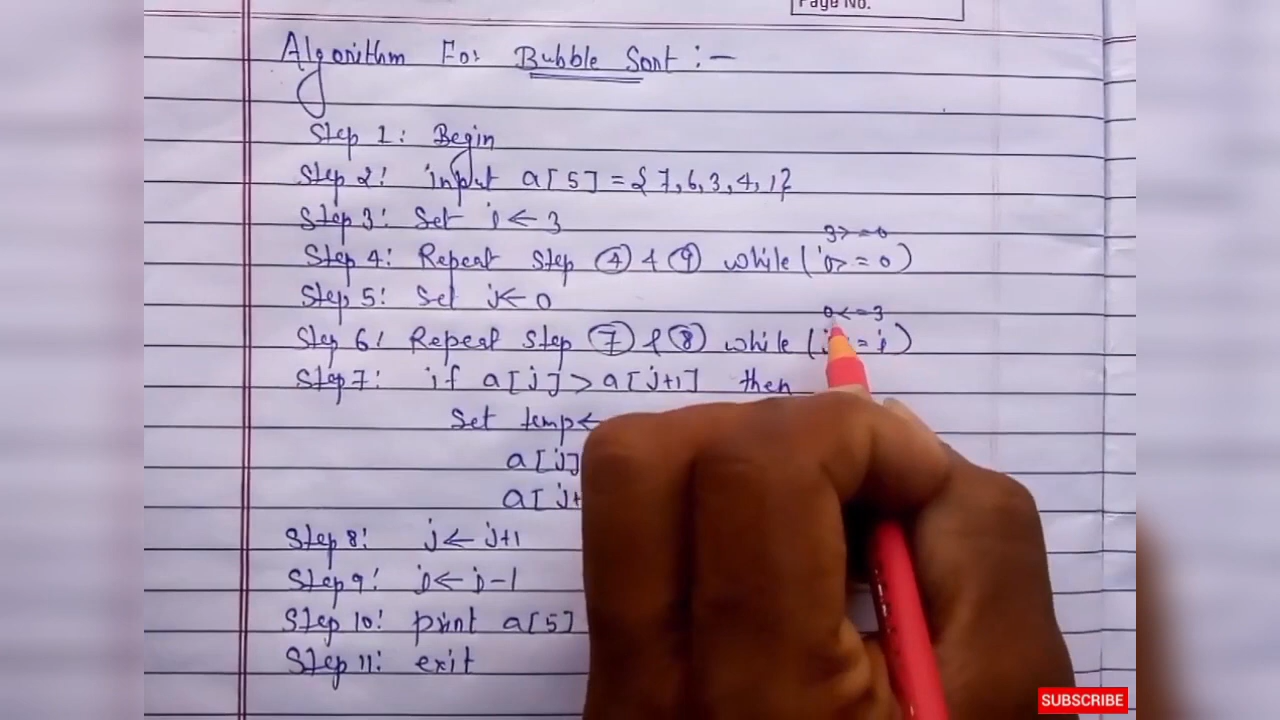 Page No.
Algorithm For Bubble Sort :-
Step 1: Begin
Step 2: input a[5] = {7,6,3,4,1}
Step 3: Set i ← 3
3>=0
Step 4: Repeat Step 4 & 9 while (i>=0)
Step 5: Set j ← 0
0<=3
Step 6: Repeat Step 7 & 8 while (j = i)
Step 7: if a[j] > a[j+1] then
Set temp ←
a[j]
a[j+
Step 8: j ← j+1
Step 9: i ← i-1
Step 10: print a[5]
Step 11: exit
SUBSCRIBE